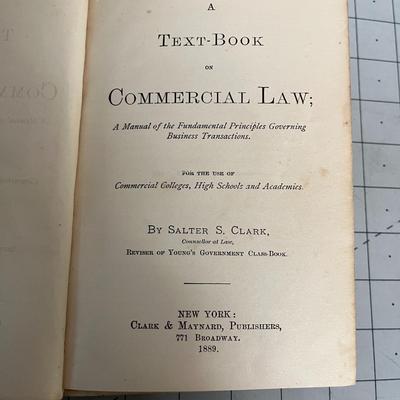 A
TEXT-BOOK
ON
COMMERCIAL LAW;
A Manual of the Fundamental Principles Governing
Business Transactions.
FOR THE USE OF
Commercial Colleges, High Schools and Academies.
BY SALTER S. CLARK,
Counsellor at Law,
REVISER OF YOUNG'S GOVERNMENT CLASS-BOOK.
NEW YORK:
CLARK & MAYNARD, PUBLISHERS,
771 BROADWAY.
1889.